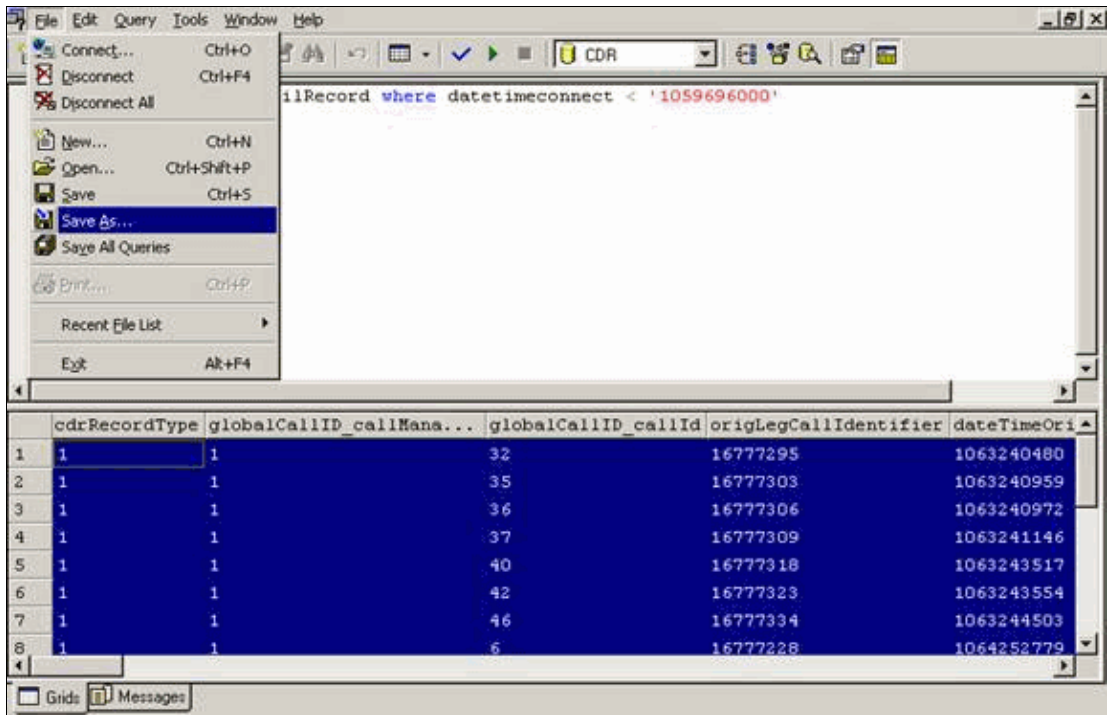 File Edit Query Tools Window Help
Connect... Ctrl+O
CDR
Disconnect Ctrl+F4
Disconnect All
ilRecord where datetimeconnect < '1059696000'
New... Ctrl+N
Open... Ctrl+Shift+P
Save Ctrl+S
Save As...
Save All Queries
Print... Ctrl+P
Recent File List
Exit Alt+F4
cdrRecordType globalCallID_callMana... globalCallID_callId origLegCallIdentifier dateTimeOri
1 1 1 32 16777295 1063240480
2 1 1 35 16777303 1063240959
3 1 1 36 16777306 1063240972
4 1 1 37 16777309 1063241146
5 1 1 40 16777318 1063243517
6 1 1 42 16777323 1063243554
7 1 1 46 16777334 1063244503
8 1 1 6 16777228 1064252779
Grids Messages